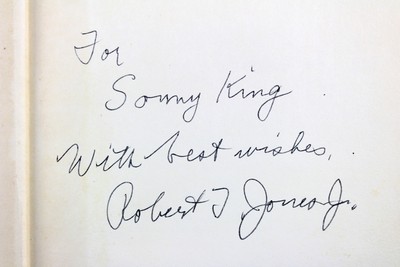 For
Sonny King.
With best wishes,.
Robert T Jones Jr.